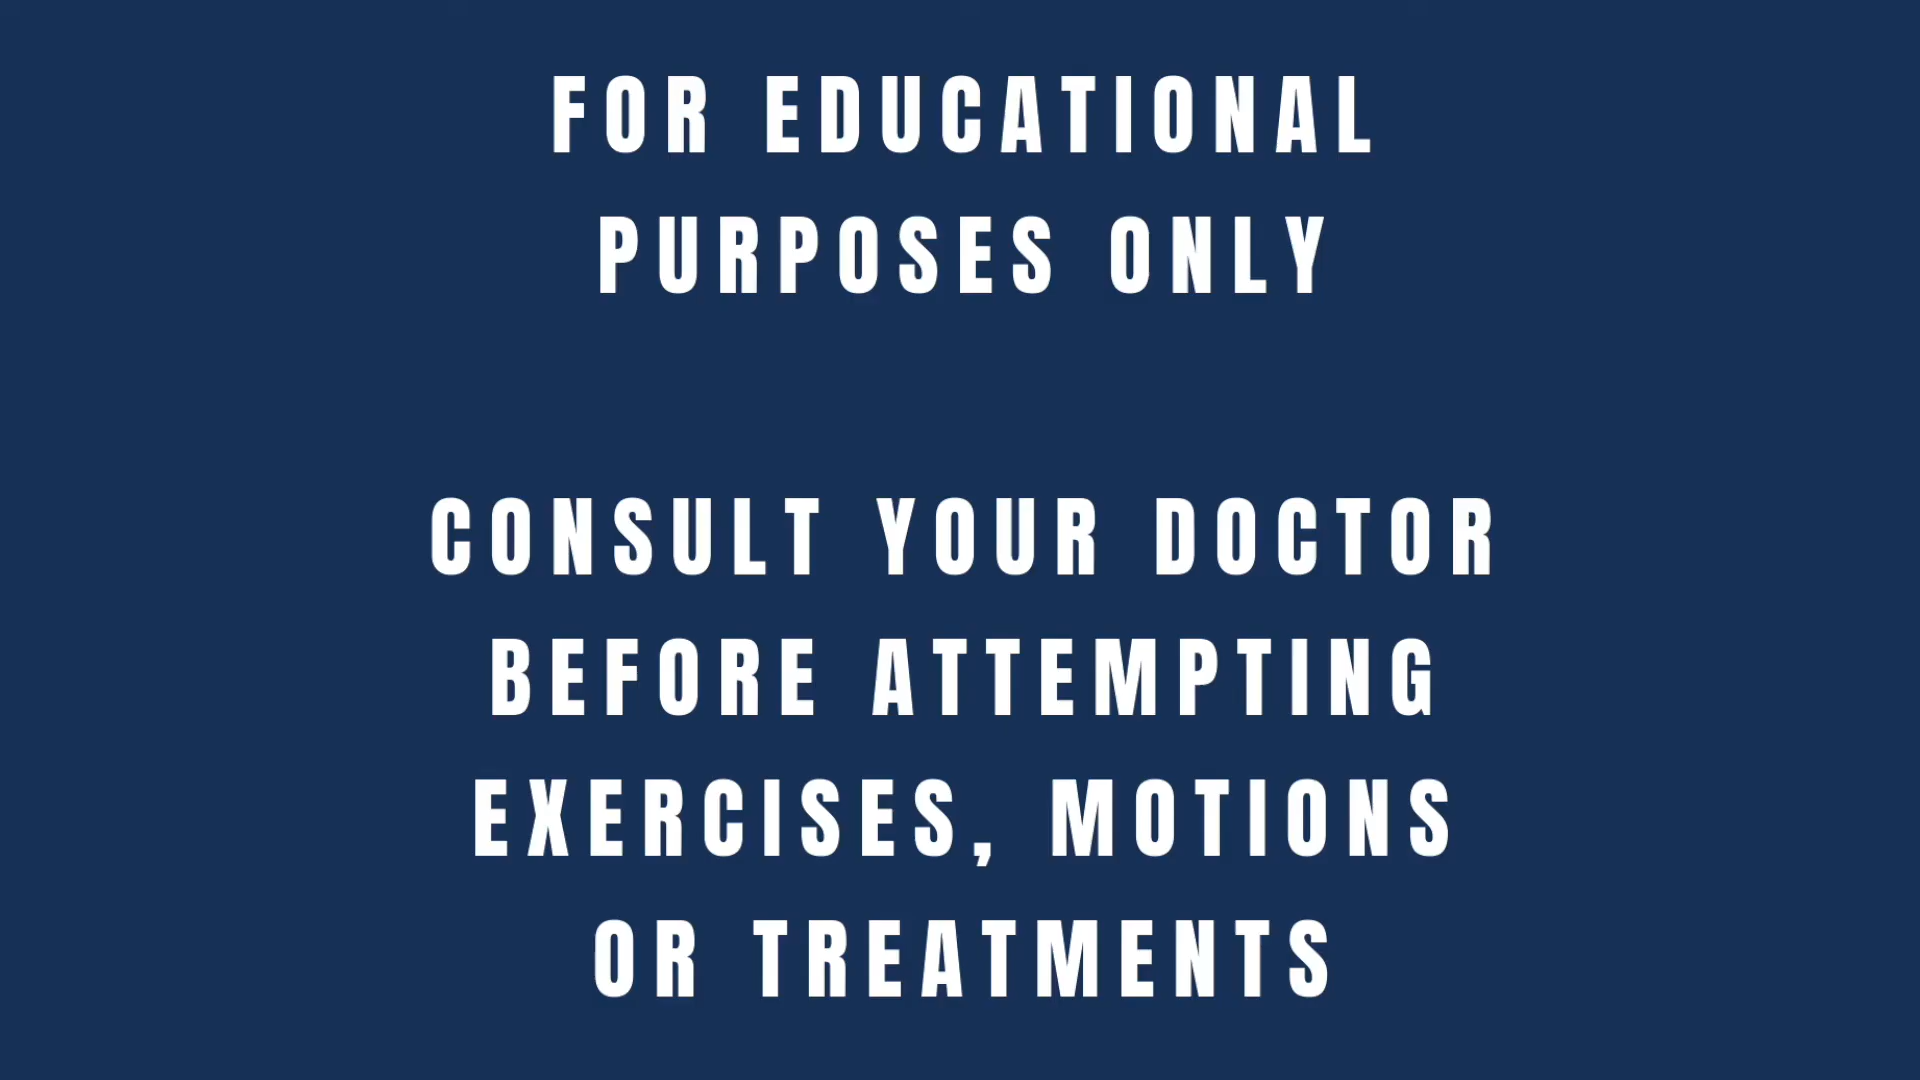 FOR EDUCATIONAL
PURPOSES ONLY
CONSULT YOUR DOCTOR
BEFORE ATTEMPTING
EXERCISES, MOTIONS
OR TREATMENTS